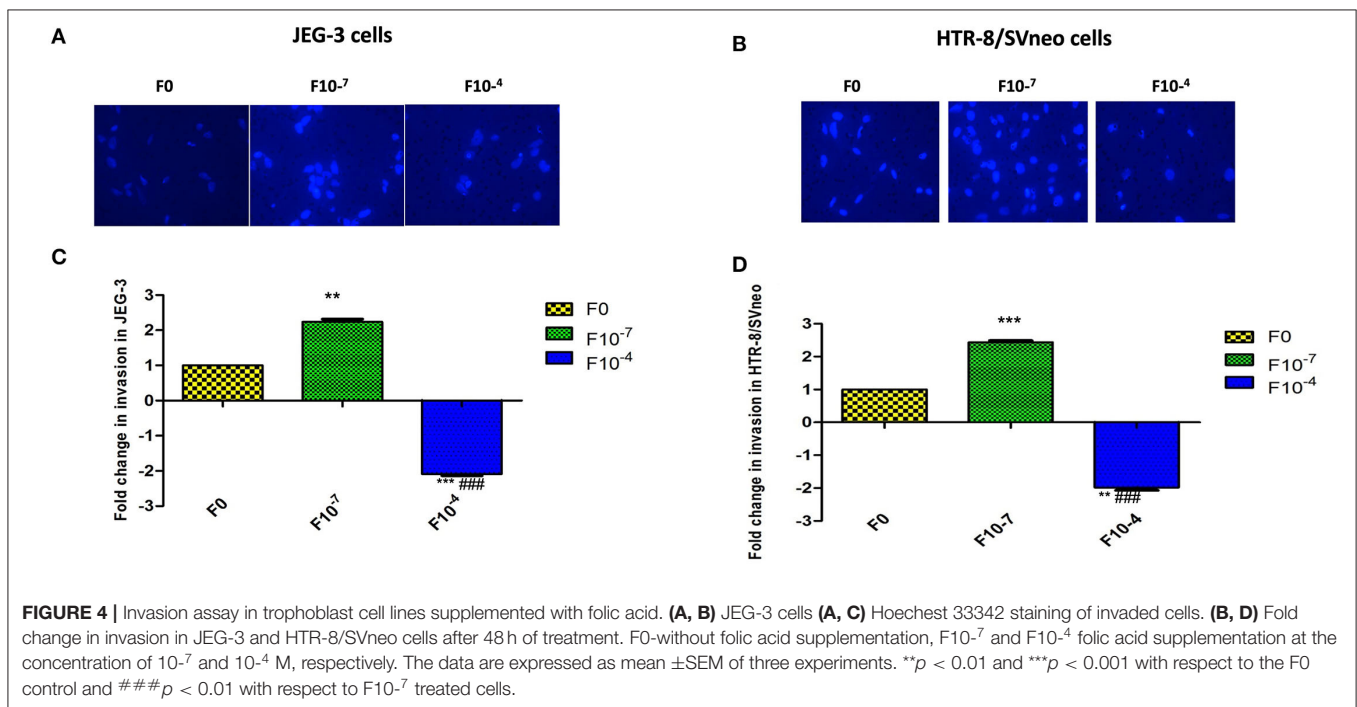 A
JEG-3 cells
F0
F10-⁷
F10-⁴
B
HTR-8/SVneo cells
F0
F10-⁷
F10-⁴
C
Fold change in invasion in JEG-3
3
2
1
0
-1
-2
-3
**
*** ###
F0
F10⁻⁷
F10⁻⁴
F0
F10⁻⁷
F10⁻⁴
D
Fold change in invasion in HTR-8/SVneo
3
2
1
0
-1
-2
-3
***
** ###
F0
F10-7
F10-4
F0
F10⁻⁷
F10⁻⁴
FIGURE 4 | Invasion assay in trophoblast cell lines supplemented with folic acid. (A, B) JEG-3 cells (A, C) Hoechest 33342 staining of invaded cells. (B, D) Fold
change in invasion in JEG-3 and HTR-8/SVneo cells after 48 h of treatment. F0-without folic acid supplementation, F10-⁷ and F10-⁴ folic acid supplementation at the
concentration of 10-⁷ and 10-⁴ M, respectively. The data are expressed as mean ±SEM of three experiments. **p < 0.01 and ***p < 0.001 with respect to the F0
control and ###p < 0.01 with respect to F10-⁷ treated cells.